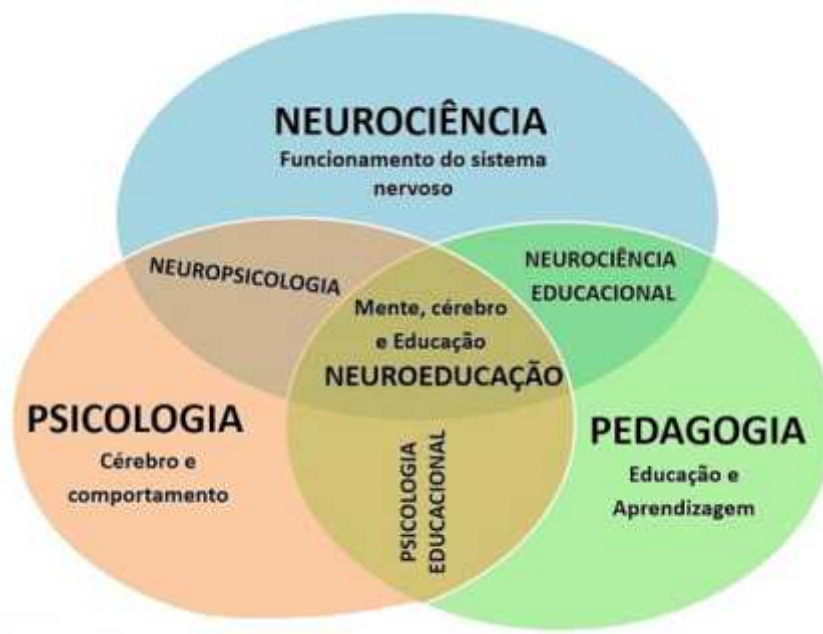 NEUROCIÊNCIA
Funcionamento do sistema
nervoso
NEUROPSICOLOGIA
NEUROCIÊNCIA
EDUCACIONAL
Mente, cérebro
e Educação
NEUROEDUCAÇÃO
PSICOLOGIA
Cérebro e
comportamento
PEDAGOGIA
Educação e
Aprendizagem
PSICOLOGIA
EDUCACIONAL